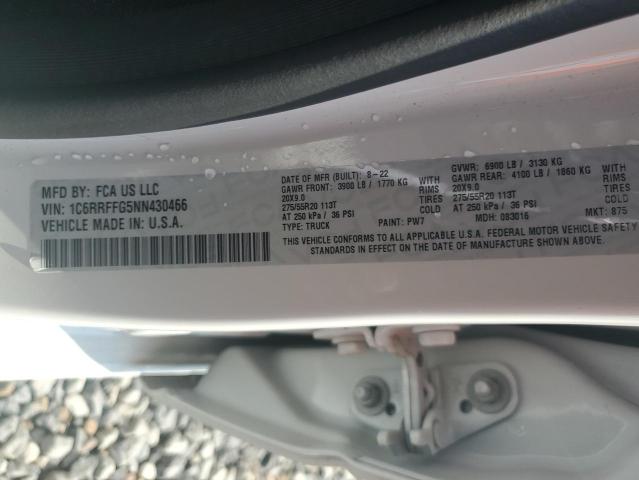 MFD BY: FCA US LLC
VIN: 1C6RRFFG5NN430466
VEHICLE MADE IN: U.S.A.
DATE OF MFR (BUILT): 8-22
GAWR FRONT: 3900 LB / 1770 KG WITH
20X9.0 RIMS
275/55R20 113T TIRES
AT 250 kPa / 36 PSI COLD
TYPE: TRUCK PAINT: PW7
GVWR: 6900 LB / 3130 KG
GAWR REAR: 4100 LB / 1860 KG WITH
20X9.0 RIMS
275/55R20 113T TIRES
AT 250 kPa / 36 PSI COLD
MDH: 083016 MKT: 875
THIS VEHICLE CONFORMS TO ALL APPLICABLE U.S.A. FEDERAL MOTOR VEHICLE SAFETY
STANDARDS IN EFFECT ON THE DATE OF MANUFACTURE SHOWN ABOVE.